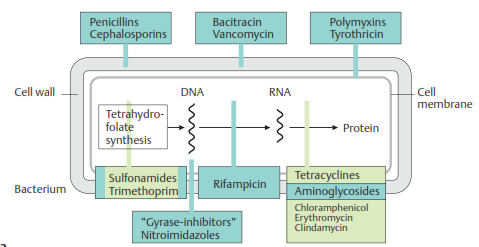 Penicillins
Cephalosporins
Bacitracin
Vancomycin
Polymyxins
Tyrothricin
Cell wall
DNA
RNA
Cell
membrane
Tetrahydro-
folate
synthesis
Protein
Bacterium
Sulfonamides
Trimethoprim
Rifampicin
Tetracyclines
Aminoglycosides
Chloramphenicol
Erythromycin
Clindamycin
“Gyrase-inhibitors”
Nitroimidazoles